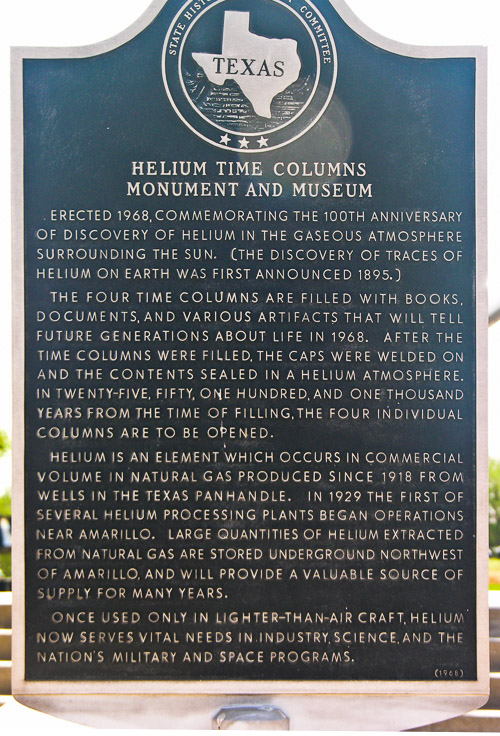 STATE HIST
COMMITTEE
TEXAS
HELIUM TIME COLUMNS
MONUMENT AND MUSEUM
ERECTED 1968, COMMEMORATING THE 100TH ANNIVERSARY
OF DISCOVERY OF HELIUM IN THE GASEOUS ATMOSPHERE
SURROUNDING THE SUN. (THE DISCOVERY OF TRACES OF
HELIUM ON EARTH WAS FIRST ANNOUNCED 1895.)
THE FOUR TIME COLUMNS ARE FILLED WITH BOOKS,
DOCUMENTS, AND VARIOUS ARTIFACTS THAT WILL TELL
FUTURE GENERATIONS ABOUT LIFE IN 1968. AFTER THE
TIME COLUMNS WERE FILLED, THE CAPS WERE WELDED ON
AND THE CONTENTS SEALED IN A HELIUM ATMOSPHERE.
IN TWENTY-FIVE, FIFTY, ONE HUNDRED, AND ONE THOUSAND
YEARS FROM THE TIME OF FILLING, THE FOUR INDIVIDUAL
COLUMNS ARE TO BE OPENED.
HELIUM IS AN ELEMENT WHICH OCCURS IN COMMERCIAL
VOLUME IN NATURAL GAS PRODUCED SINCE 1918 FROM
WELLS IN THE TEXAS PANHANDLE. IN 1929 THE FIRST OF
SEVERAL HELIUM PROCESSING PLANTS BEGAN OPERATIONS
NEAR AMARILLO. LARGE QUANTITIES OF HELIUM EXTRACTED
FROM NATURAL GAS ARE STORED UNDERGROUND NORTHWEST
OF AMARILLO, AND WILL PROVIDE A VALUABLE SOURCE OF
SUPPLY FOR MANY YEARS.
ONCE USED ONLY IN LIGHTER-THAN-AIR CRAFT, HELIUM
NOW SERVES VITAL NEEDS IN INDUSTRY, SCIENCE, AND THE
NATION'S MILITARY AND SPACE PROGRAMS.
(1968)